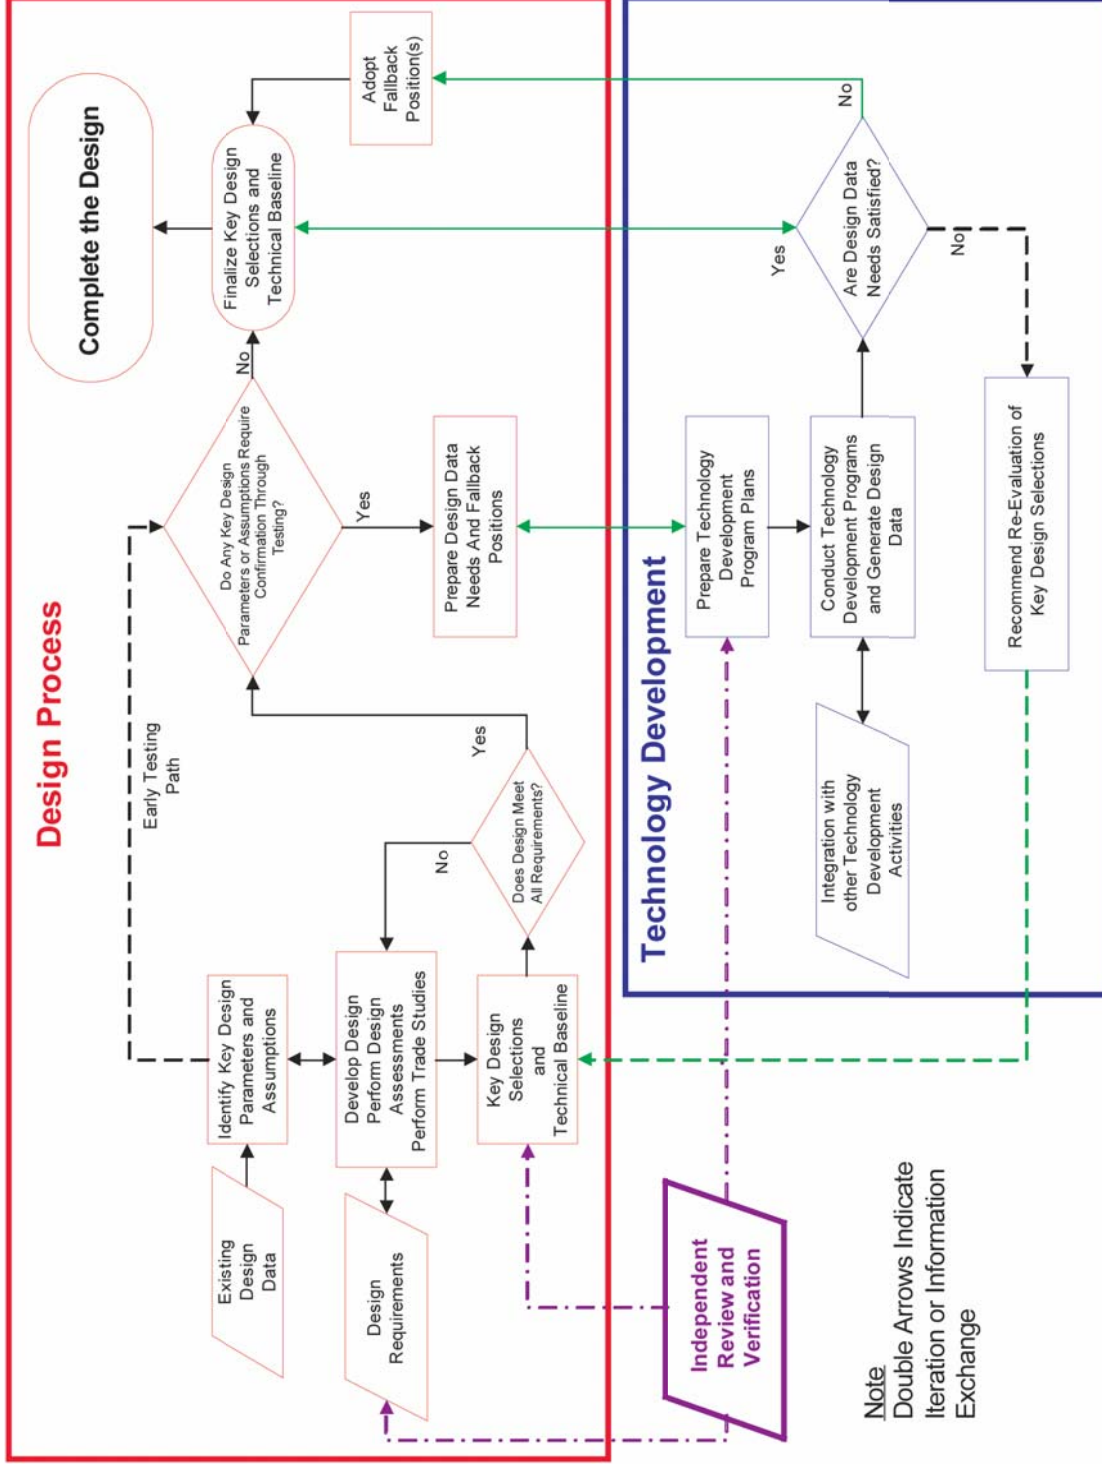 Design Process
Complete the Design
Early Testing
Path
Existing
Design
Data
Identify Key Design
Parameters and
Assumptions
Do Any Key Design
Parameters or Assumptions Require
Confirmation Through
Testing?
No
Yes
Finalize Key Design
Selections and
Technical Baseline
Design
Requirements
Develop Design
Perform Design
Assessments
Perform Trade Studies
No
Yes
Adopt
Fallback
Position(s)
Key Design
Selections
and
Technical Baseline
Does Design Meet
All Requirements?
Prepare Design Data
Needs And Fallback
Positions
Technology Development
Independent
Review and
Verification
Prepare Technology
Development
Program Plans
Yes
No
Integration with
other Technology
Development
Activities
Conduct Technology
Development Programs
and Generate Design
Data
Are Design Data
Needs Satisfied?
No
Recommend Re-Evaluation of
Key Design Selections
Note
Double Arrows Indicate
Iteration or Information
Exchange